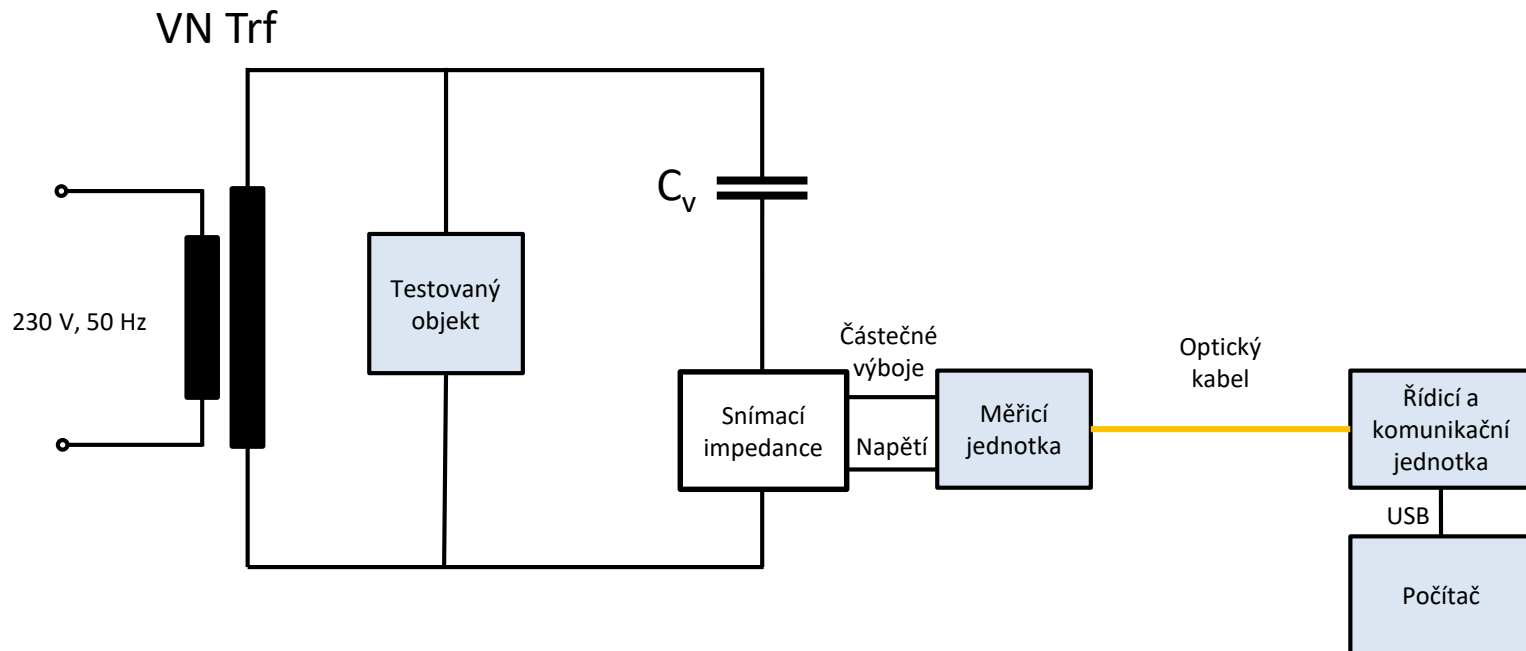 VN Trf
C_v
230 V, 50 Hz
Testovaný
objekt
Částečné
výboje
Snímací
impedance
Napětí
Měřicí
jednotka
Optický
kabel
Řídicí a
komunikační
jednotka
USB
Počítač